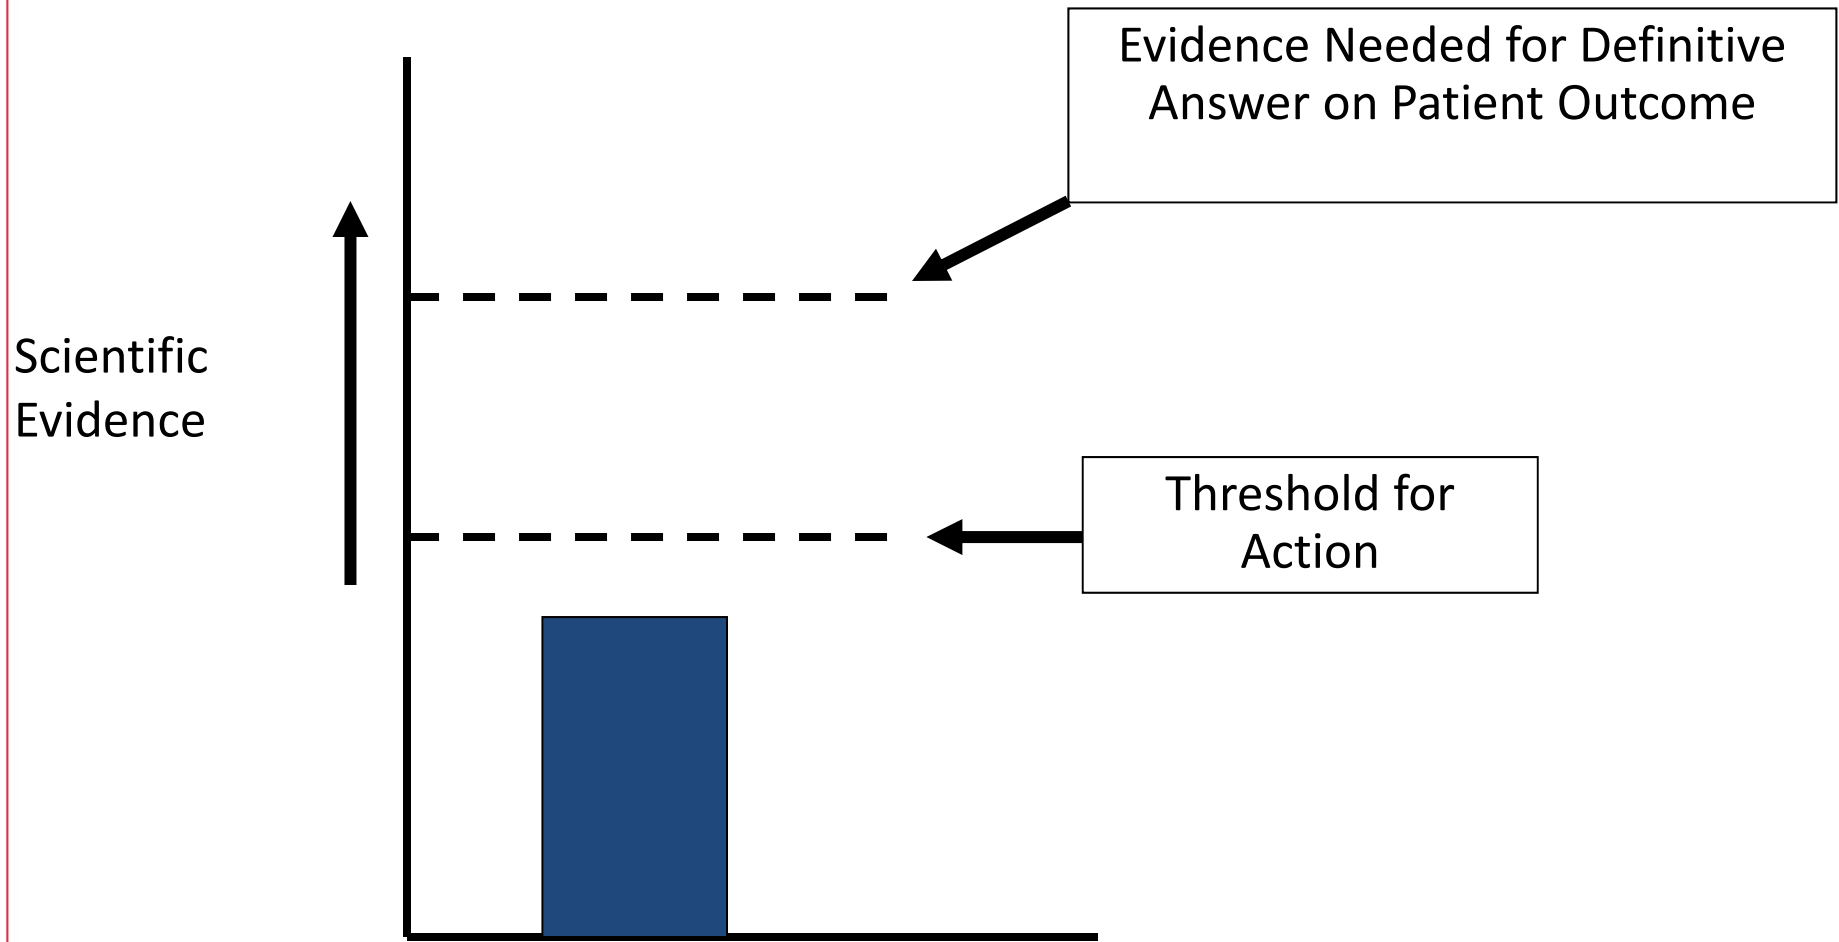 Evidence Needed for Definitive
Answer on Patient Outcome
Scientific
Evidence
Threshold for
Action